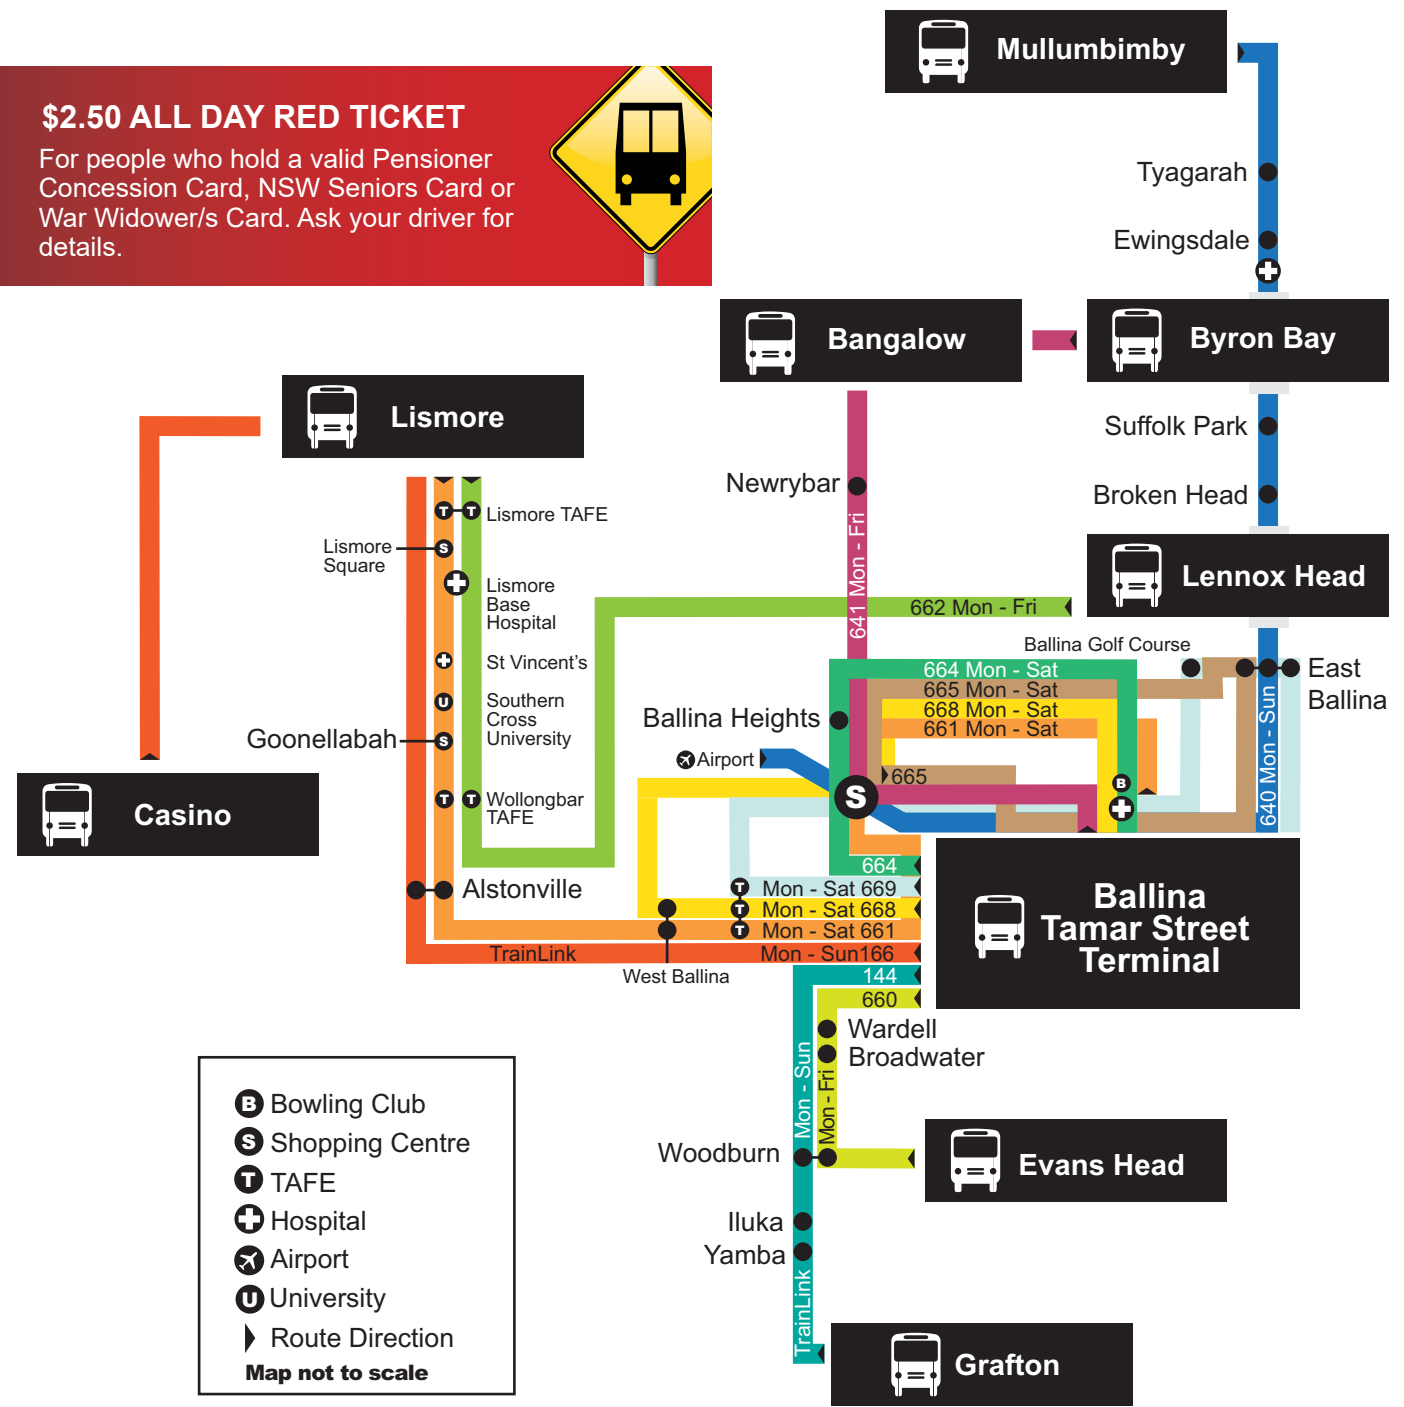 Mullumbimby
$2.50 ALL DAY RED TICKET
For people who hold a valid Pensioner
Concession Card, NSW Seniors Card or
War Widower/s Card. Ask your driver for
details.
Tyagarah
Ewingsdale
Bangalow
Byron Bay
Lismore
Suffolk Park
Newrybar
Broken Head
T
T
Lismore TAFE
Lismore
Square
S
641 Mon - Fri
Lennox Head
Lismore
Base
Hospital
662 Mon - Fri
St Vincent's
Ballina Golf Course
664 Mon - Sat
East
Ballina
665 Mon - Sat
U
Southern
Cross
University
668 Mon - Sat
661 Mon - Sat
640 Mon - Sun
Ballina Heights
Goonellabah
S
Airport
665
B
S
T
T
Wollongbar
TAFE
Casino
664
Alstonville
T
Mon - Sat 669
T
Mon - Sat 668
T
Mon - Sat 661
Ballina
Tamar Street
Terminal
TrainLink
Mon - Sun166
West Ballina
144
660
Wardell
Broadwater
Mon - Sun
Mon - Fri
Woodburn
Evans Head
Iluka
Yamba
TrainLink
Grafton
B Bowling Club
S Shopping Centre
T TAFE
Hospital
Airport
U University
Route Direction
Map not to scale